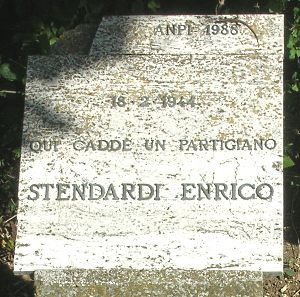 ANPI 1988
18-2-1944
QUI CADDE UN PARTIGIANO
STENDARDI ENRICO